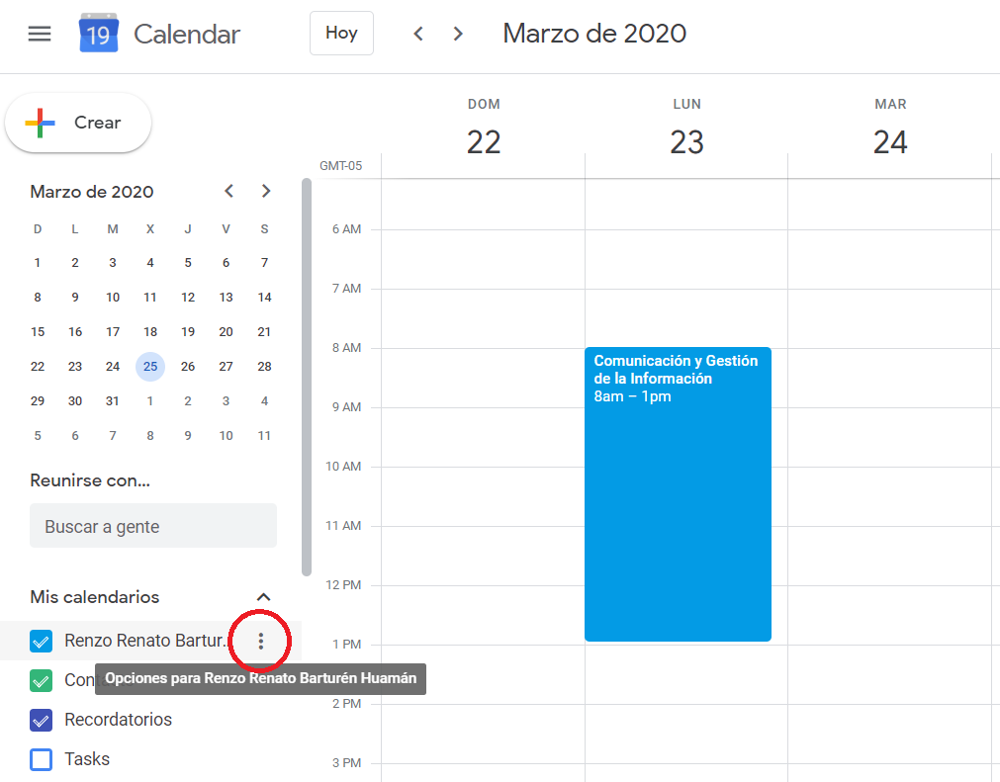 19 Calendar Hoy Marzo de 2020
Crear
Marzo de 2020
D L M X J V S
1 2 3 4 5 6 7
8 9 10 11 12 13 14
15 16 17 18 19 20 21
22 23 24 25 26 27 28
29 30 31 1 2 3 4
5 6 7 8 9 10 11
Reunirse con...
Buscar a gente
Mis calendarios
Renzo Renato Bartur...
Opciones para Renzo Renato Barturén Huamán
Recordatorios
Tasks
DOM LUN MAR
22 23 24
GMT-05
6 AM
7 AM
8 AM
9 AM
10 AM
11 AM
12 PM
1 PM
2 PM
3 PM
Comunicación y Gestión
de la Información
8am – 1pm